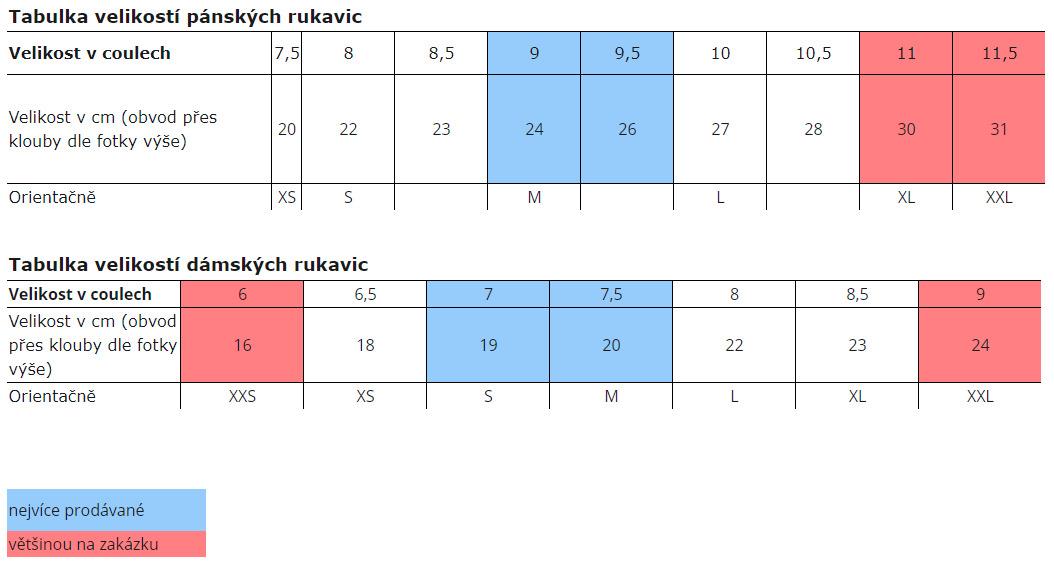 Tabulka velikostí pánských rukavic
Velikost v coulech 7,5 8 8,5 9 9,5 10 10,5 11 11,5
Velikost v cm (obvod přes
klouby dle fotky výše) 20 22 23 24 26 27 28 30 31
Orientačně XS S M L XL XXL
Tabulka velikostí dámských rukavic
Velikost v coulech 6 6,5 7 7,5 8 8,5 9
Velikost v cm (obvod
přes klouby dle fotky 16 18 19 20 22 23 24
výše)
Orientačně XXS XS S M L XL XXL
nejvíce prodávané
většinou na zakázku